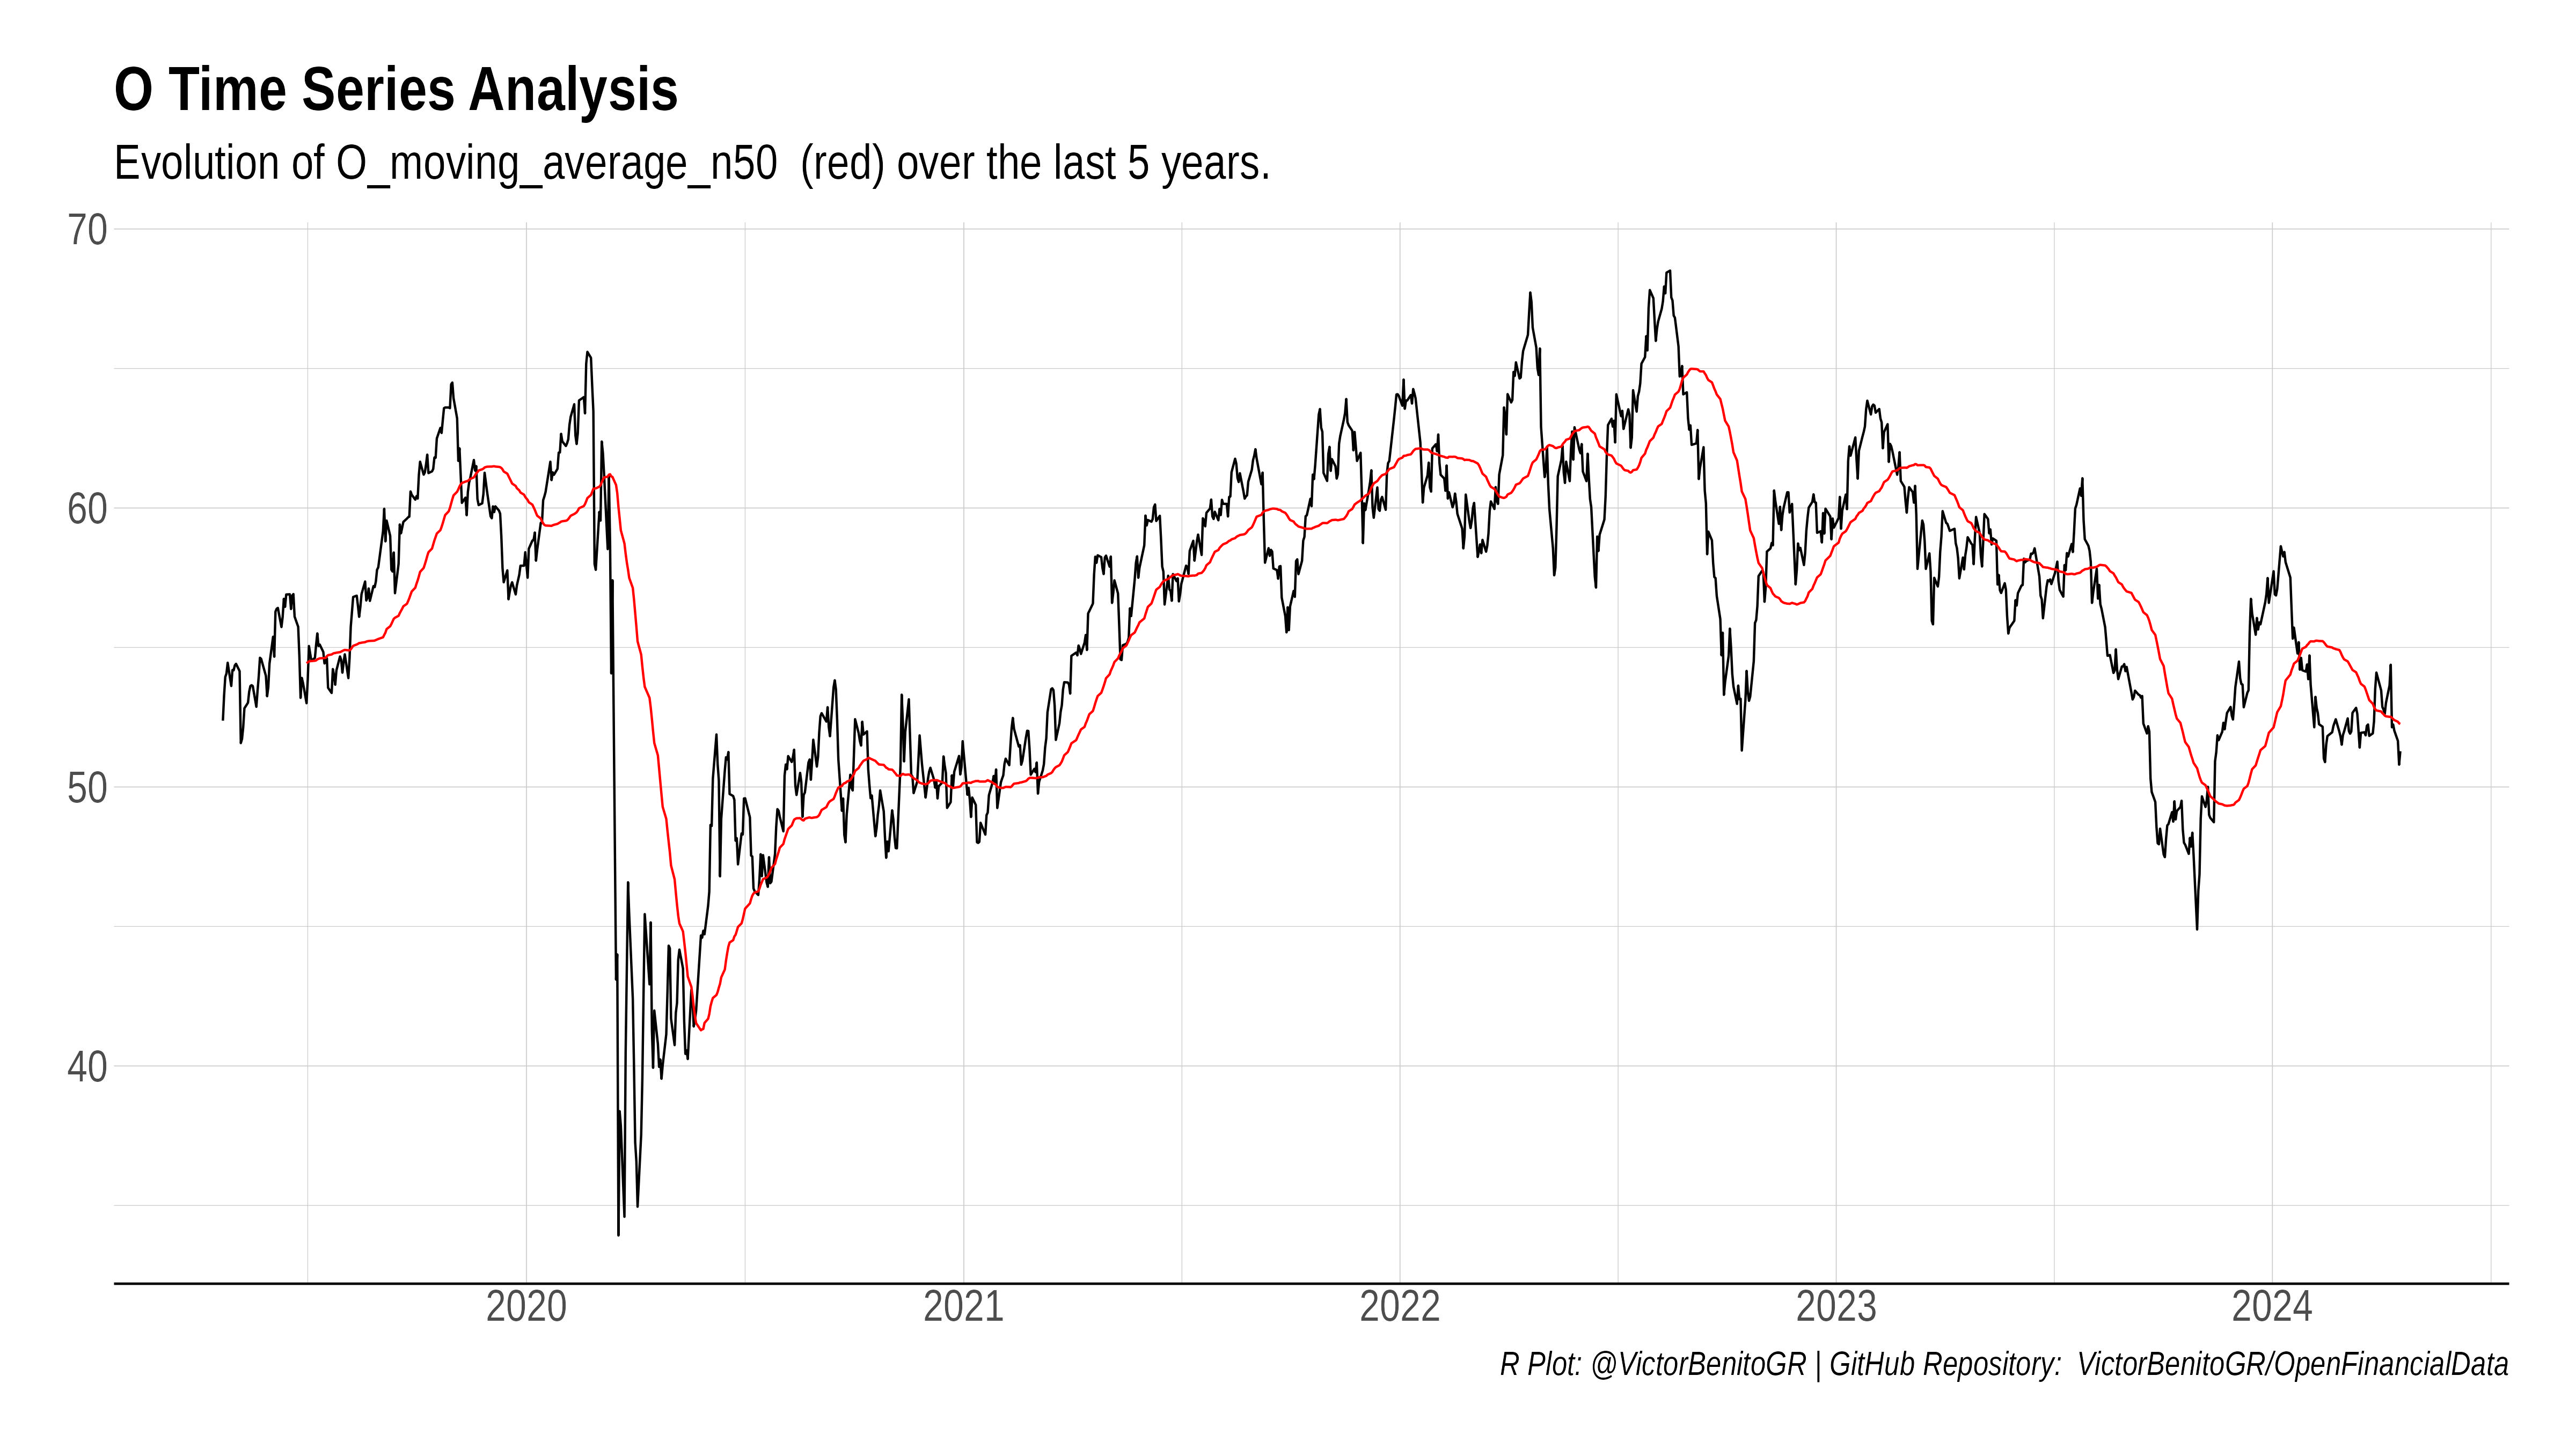 O Time Series Analysis
Evolution of O_moving_average_n50  (red) over the last 5 years.
70
60
50
40
2020 2021 2022 2023 2024
R Plot: @VictorBenitoGR | GitHub Repository:  VictorBenitoGR/OpenFinancialData